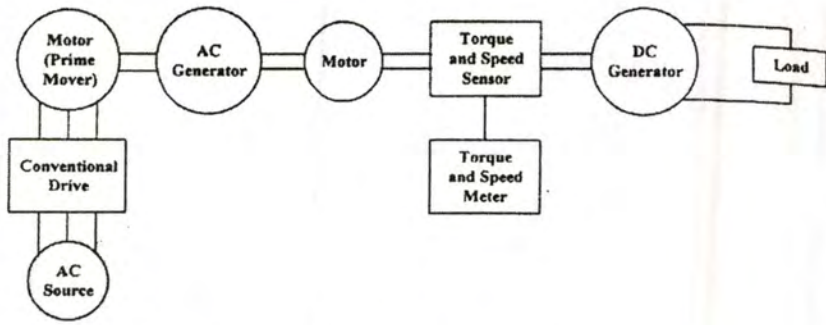 Motor
(Prime
Mover)
AC
Generator
Motor
Torque
and Speed
Sensor
DC
Generator
Load
Conventional
Drive
Torque
and Speed
Meter
AC
Source